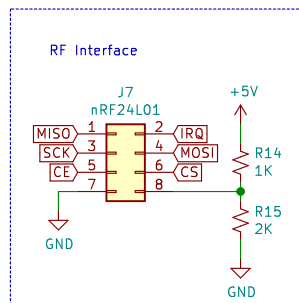 RF Interface
J7
nRF24L01
MISO 1 2 IRQ
SCK 3 4 MOSI
CE 5 6 CS
7 8
GND
+5V
R14
1K
R15
2K
GND